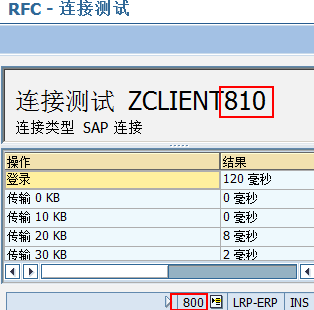 RFC - 连接测试
连接测试 ZCLIENT810
连接类型 SAP 连接
操作 结果
登录 120 毫秒
传输 0 KB 0 毫秒
传输 10 KB 0 毫秒
传输 20 KB 8 毫秒
传输 30 KB 2 毫秒
800 LRP-ERP INS